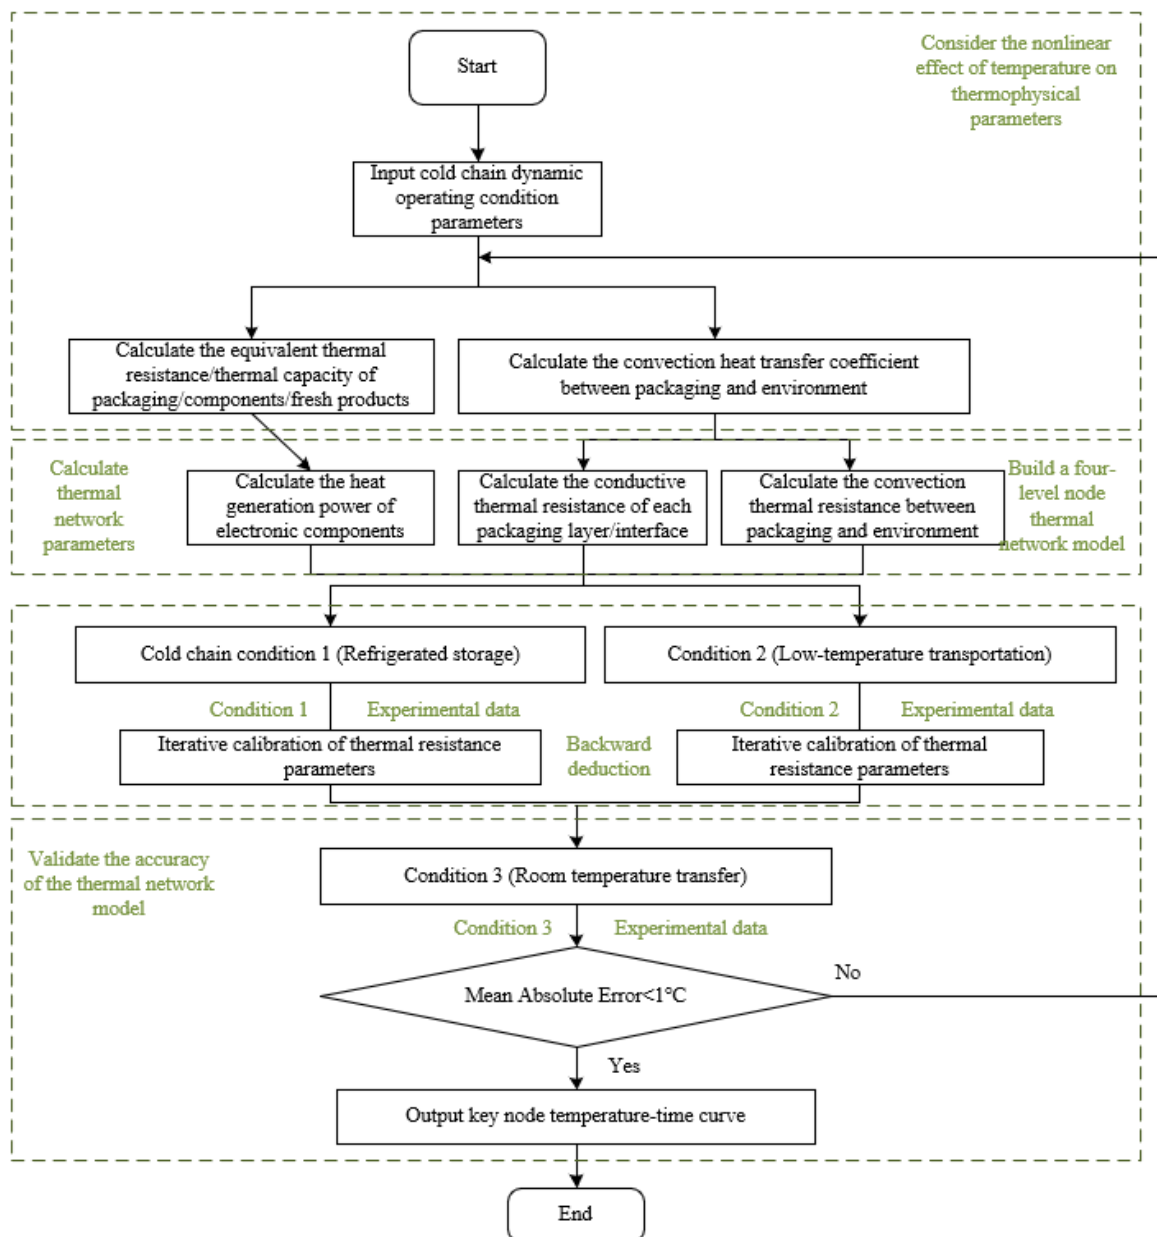 Start
Consider the nonlinear
effect of temperature on
thermophysical
parameters
Input cold chain dynamic
operating condition
parameters
Calculate the equivalent thermal
resistance/thermal capacity of
packaging/components/fresh products
Calculate the convection heat transfer coefficient
between packaging and environment
Calculate
thermal
network
parameters
Calculate the heat
generation power of
electronic components
Calculate the conductive
thermal resistance of each
packaging layer/interface
Calculate the convection
thermal resistance between
packaging and environment
Build a four-
level node
thermal
network model
Cold chain condition 1 (Refrigerated storage)
Condition 2 (Low-temperature transportation)
Condition 1
Experimental data
Condition 2
Experimental data
Iterative calibration of thermal resistance
parameters
Backward
deduction
Iterative calibration of thermal
resistance parameters
Validate the accuracy
of the thermal network
model
Condition 3 (Room temperature transfer)
Condition 3
Experimental data
Mean Absolute Error<1°C
No
Yes
Output key node temperature-time curve
End